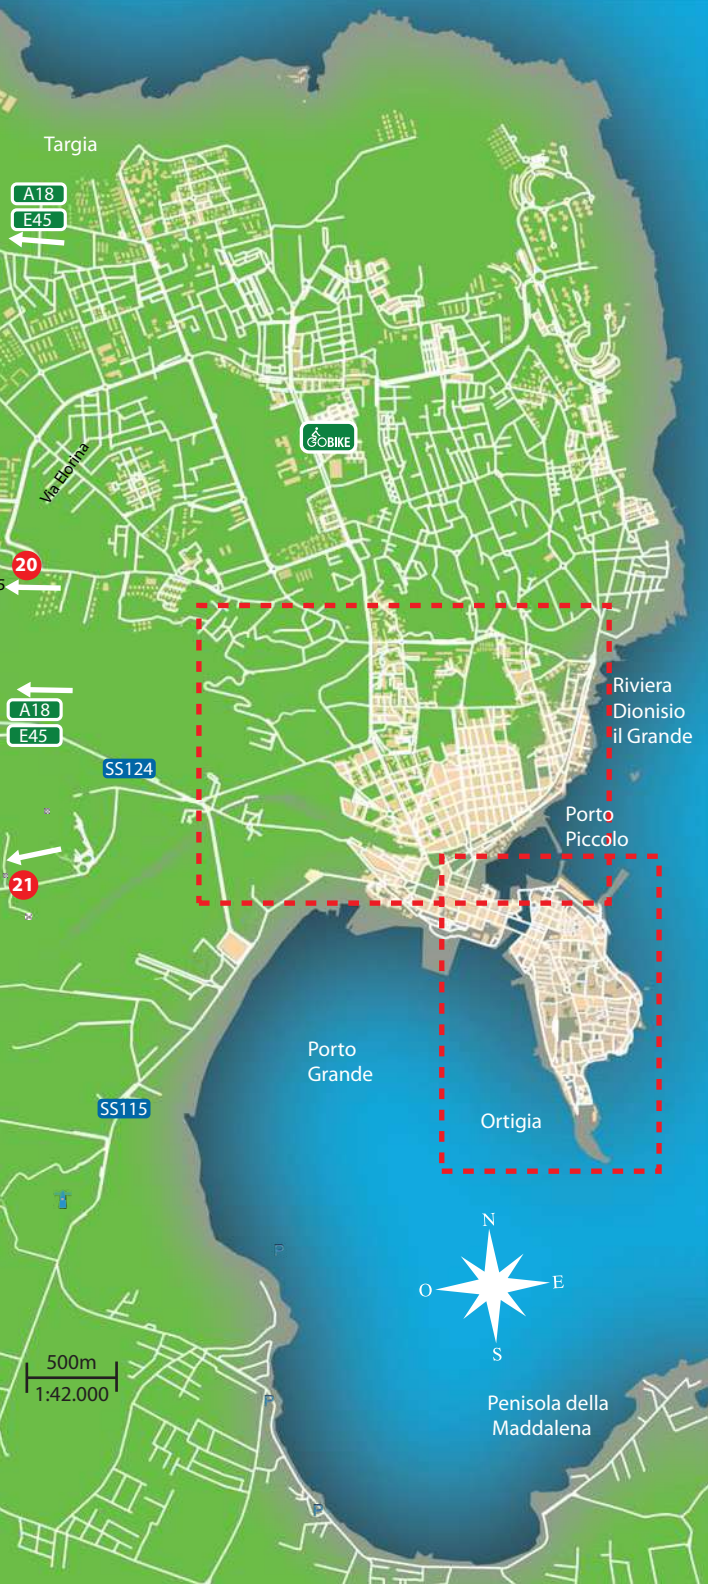 Targia
A18
E45
GOBIKE
Via Elorina
20
5
A18
E45
Riviera
Dionisio
il Grande
SS124
Porto
Piccolo
21
Porto
Grande
SS115
Ortigia
N
O
E
S
500m
1:42.000
Penisola della
Maddalena
P
P
P